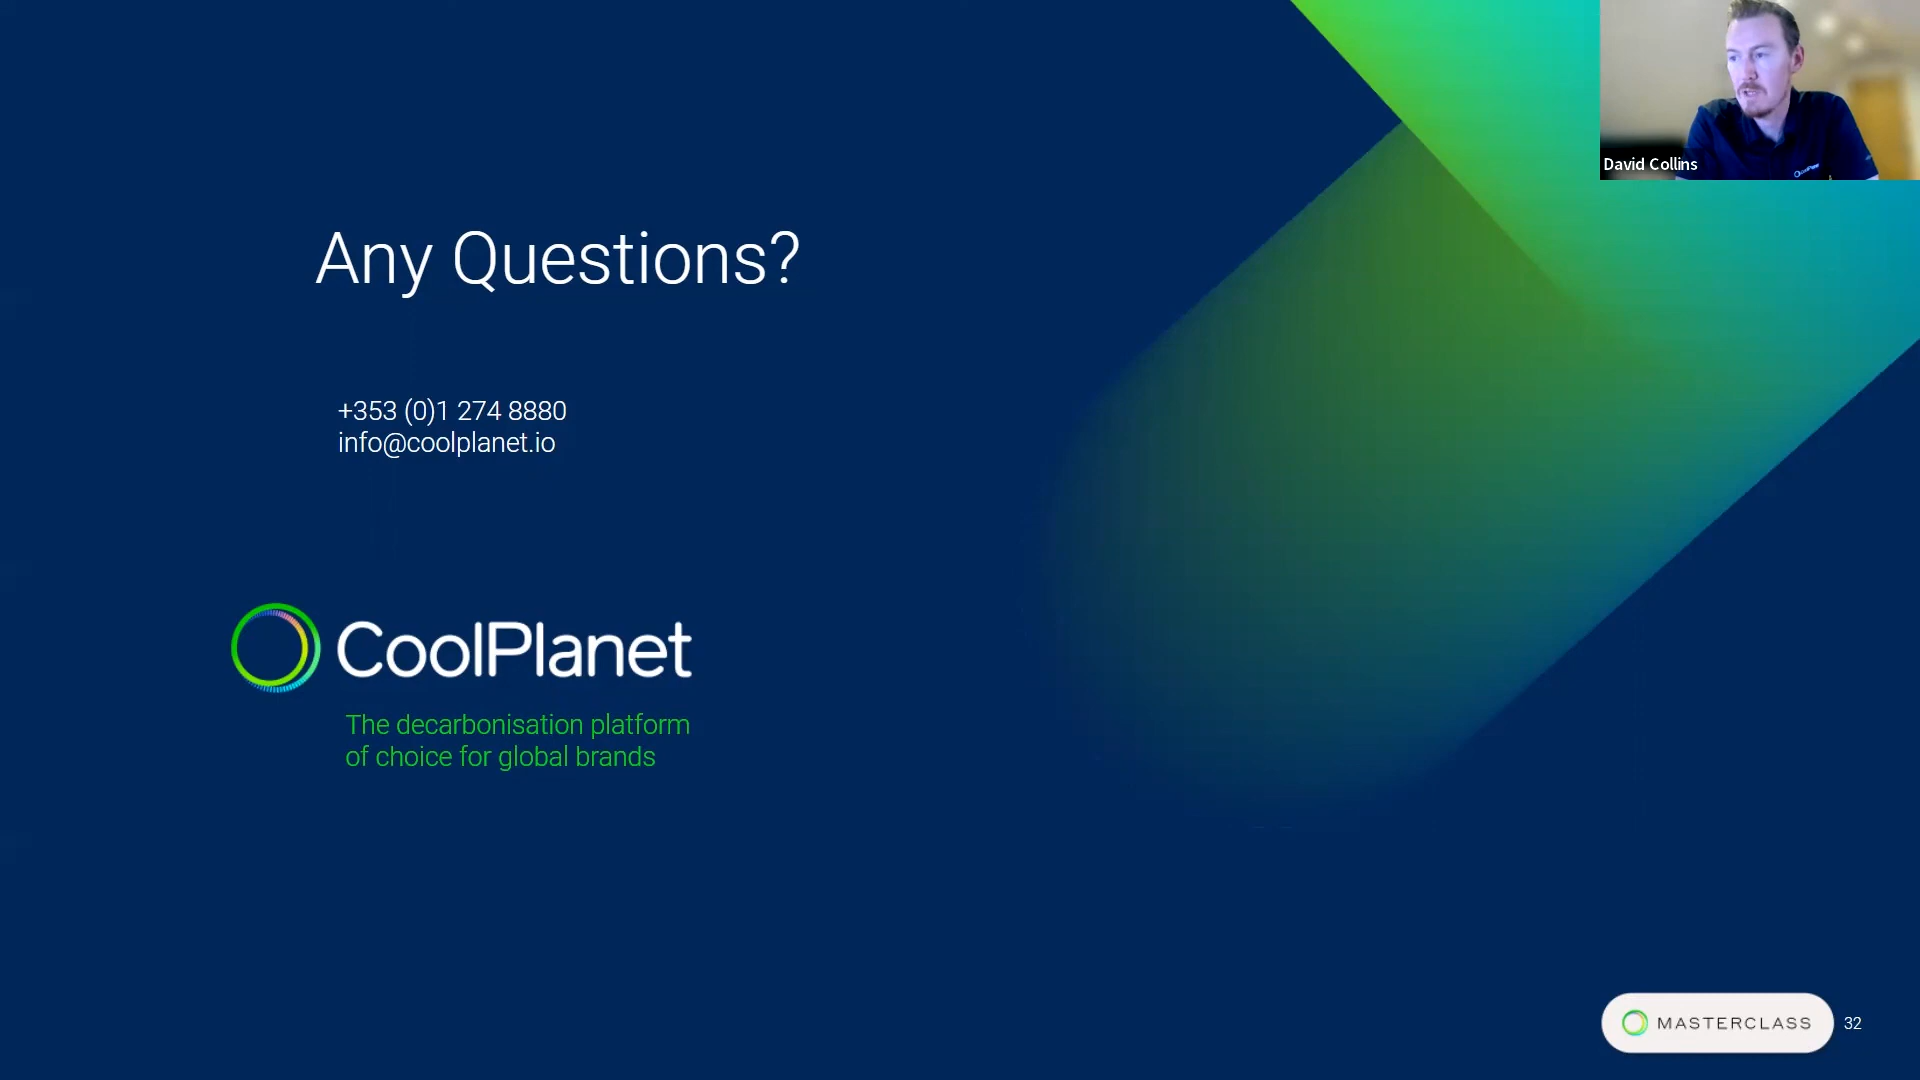 David Collins
Any Questions?
+353 (0)1 274 8880
info@coolplanet.io
CoolPlanet
The decarbonisation platform
of choice for global brands
MASTERCLASS 32
CoolPlanet